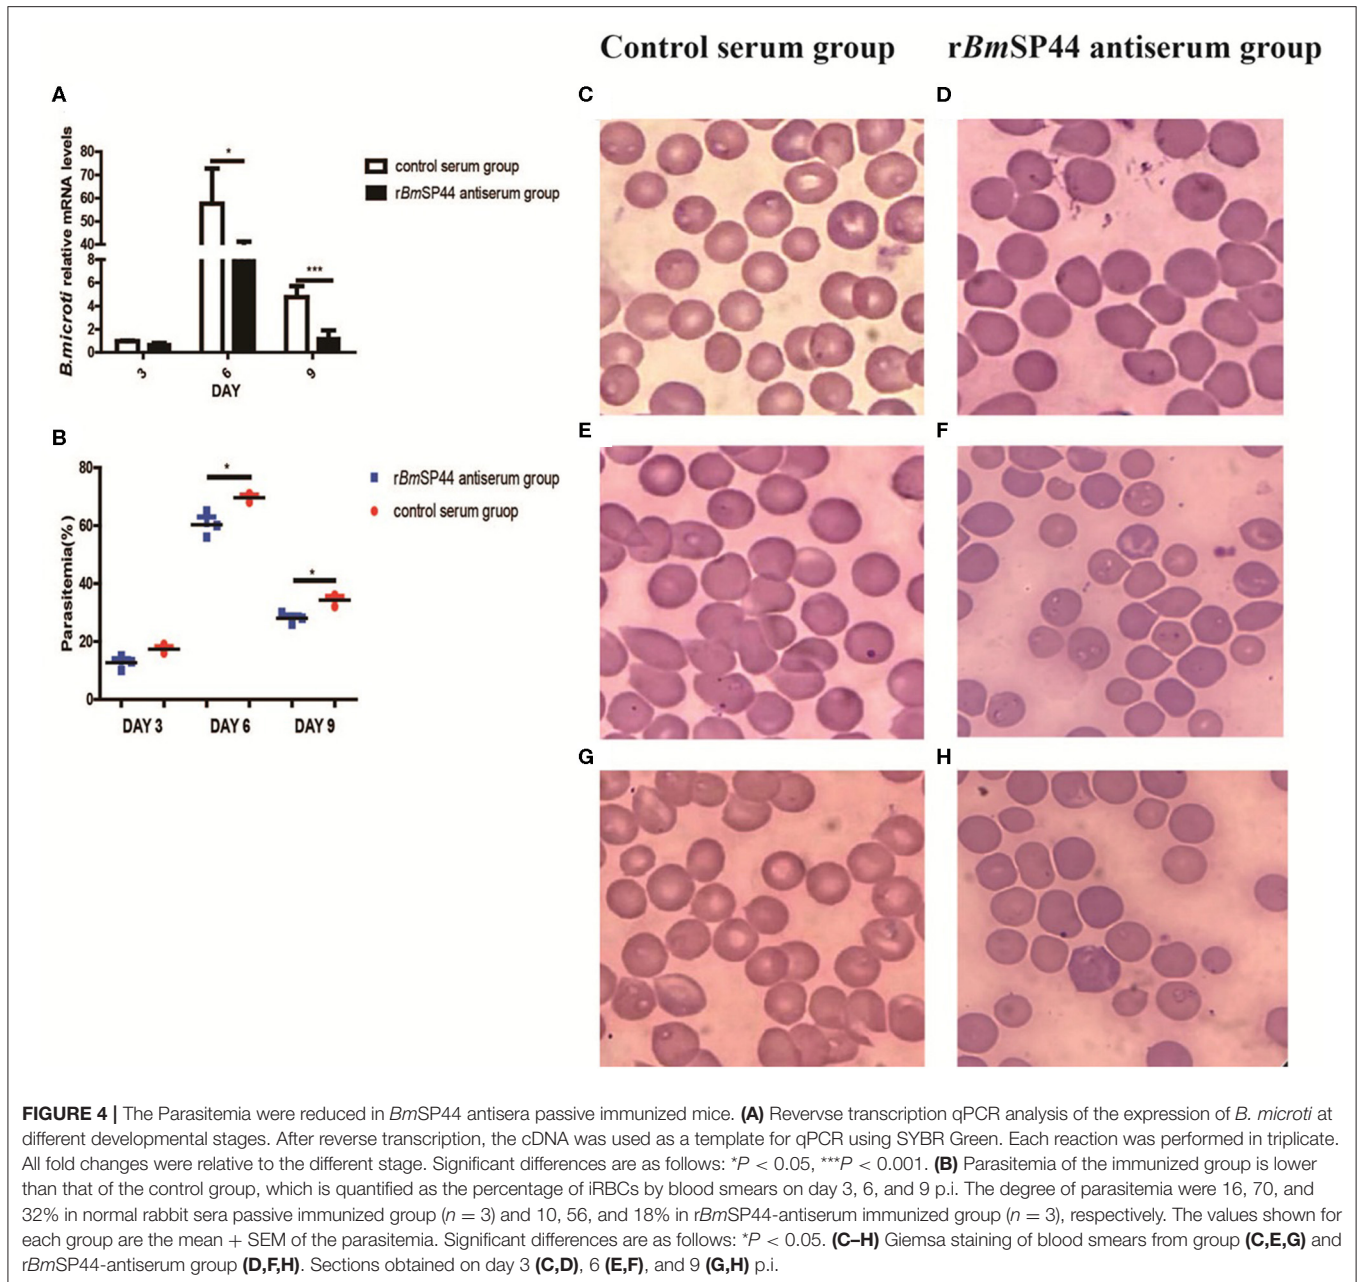 Control serum group
rBmSP44 antiserum group
A
B.microti relative mRNA levels
80
70
60
50
40
8
6
4
2
0
*
***
3
6
9
DAY
control serum group
rBmSP44 antiserum group
B
Parasitemia(%)
80
60
40
20
0
*
*
DAY 3
DAY 6
DAY 9
rBmSP44 antiserum group
control serum gruop
C
D
E
F
G
H
FIGURE 4 | The Parasitemia were reduced in BmSP44 antisera passive immunized mice. (A) Revervse transcription qPCR analysis of the expression of B. microti at
different developmental stages. After reverse transcription, the cDNA was used as a template for qPCR using SYBR Green. Each reaction was performed in triplicate.
All fold changes were relative to the different stage. Significant differences are as follows: *P < 0.05, ***P < 0.001. (B) Parasitemia of the immunized group is lower
than that of the control group, which is quantified as the percentage of iRBCs by blood smears on day 3, 6, and 9 p.i. The degree of parasitemia were 16, 70, and
32% in normal rabbit sera passive immunized group (n = 3) and 10, 56, and 18% in rBmSP44-antiserum immunized group (n = 3), respectively. The values shown for
each group are the mean + SEM of the parasitemia. Significant differences are as follows: *P < 0.05. (C–H) Giemsa staining of blood smears from group (C,E,G) and
rBmSP44-antiserum group (D,F,H). Sections obtained on day 3 (C,D), 6 (E,F), and 9 (G,H) p.i.